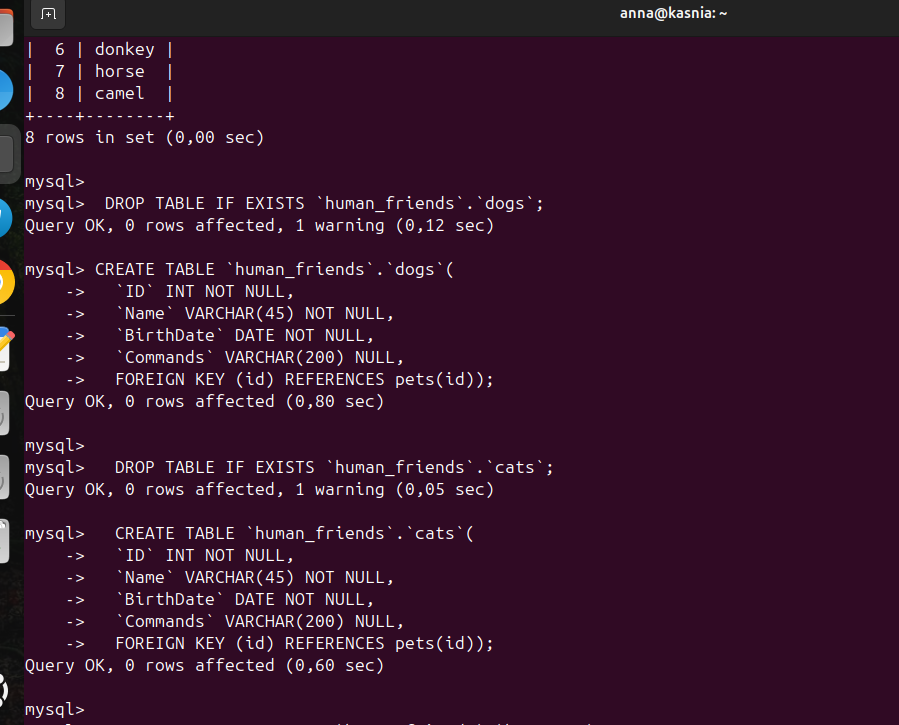 anna@kasnia: ~
|  6 | donkey |
|  7 | horse  |
|  8 | camel  |
+----+--------+
8 rows in set (0,00 sec)
mysql>
mysql>  DROP TABLE IF EXISTS `human_friends`.`dogs`;
Query OK, 0 rows affected, 1 warning (0,12 sec)
mysql> CREATE TABLE `human_friends`.`dogs`(
    ->   `ID` INT NOT NULL,
    ->   `Name` VARCHAR(45) NOT NULL,
    ->   `BirthDate` DATE NOT NULL,
    ->   `Commands` VARCHAR(200) NULL,
    ->   FOREIGN KEY (id) REFERENCES pets(id));
Query OK, 0 rows affected (0,80 sec)
mysql>
mysql>   DROP TABLE IF EXISTS `human_friends`.`cats`;
Query OK, 0 rows affected, 1 warning (0,05 sec)
mysql>   CREATE TABLE `human_friends`.`cats`(
    ->   `ID` INT NOT NULL,
    ->   `Name` VARCHAR(45) NOT NULL,
    ->   `BirthDate` DATE NOT NULL,
    ->   `Commands` VARCHAR(200) NULL,
    ->   FOREIGN KEY (id) REFERENCES pets(id));
Query OK, 0 rows affected (0,60 sec)
mysql>